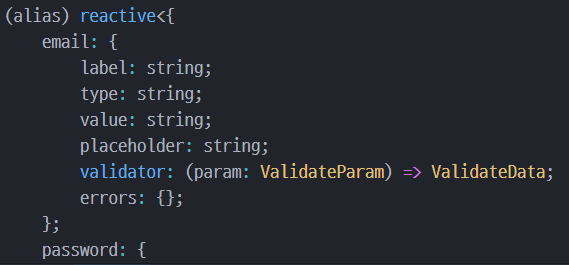 (alias) reactive<{
    email: {
        label: string;
        type: string;
        value: string;
        placeholder: string;
        validator: (param: ValidateParam) => ValidateData;
        errors: {};
    };
    password: {